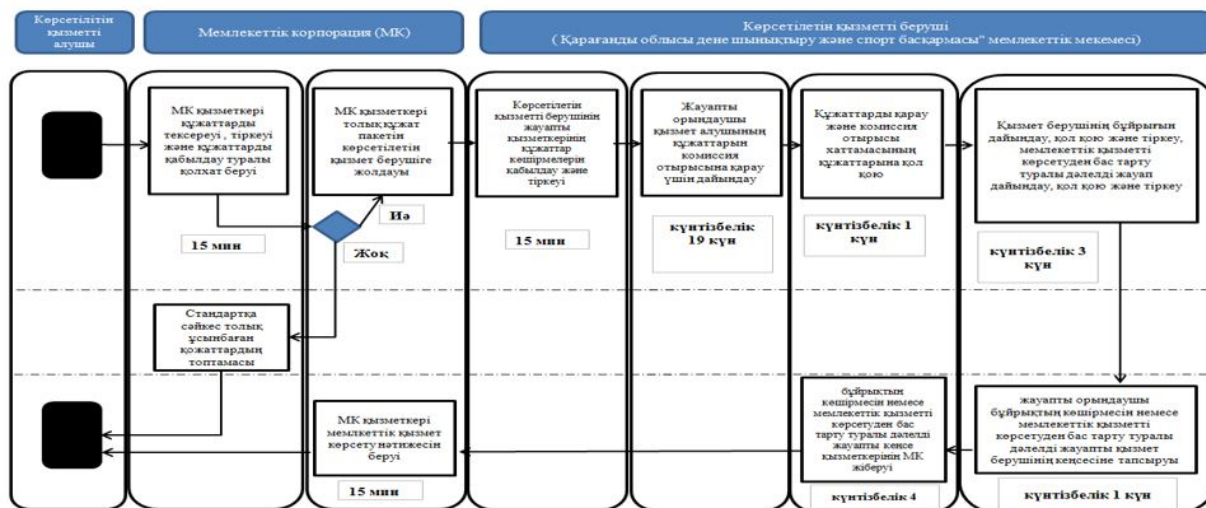 Көрсетілітін
қызметті
алушы
Мемлекеттік корпорация (МК)
Көрсетілетін қызметті беруші
( Қарағанды облысы дене шынықтыру және спорт басқармасы" мемлекеттік мекемесі)
МК қызметкері
құжаттарды
тексереуі , тіркеуі
және құжаттарды
қабылдау туралы
қолхат беруі
15 мин
МК қызметкері
толық құжат
пакетін
көрсетілетін
қызмет берушіге
жолдауы
Иә
Жоқ
Көрсетілетін
қызметті берушінің
жауапты
қызметкерінің
құжаттар
көшірмелерін
қабылдау және
тіркеуі
15 мин
Жауапты
орындаушы
қызмет алушының
құжаттарын
комиссия
отырысына қарау
үшін дайындау
күнтізбелік
19 күн
Құжаттарды қарау
және комиссия
отырысы
хаттамасының
құжаттарына қол
қою
күнтізбелік 1
күн
Қызмет берушінің бұйрығын
дайындау, қол қою және тіркеу,
мемлекеттік қызметті
көрсетуден бас тарту
туралы дәлелді жауап
дайындау, қол қою және тіркеу
күнтізбелік 3
күн
Стандартқа
сәйкес толық
ұсынбаған
қожаттардың
топтамасы
МК қызметкері
мемлкеттік қызмет
көрсету нәтижесін
беруі
15 мин
бұйрықтын
көшірмесін немесе
мемлекеттік қызметті
көрсетуден бас
тарту туралы дәлелді
жауапты кеңсе
қызметкерінің МК
жіберуі
күнтізбелік 4
жауапты орындаушы
бұйрықтың көшірмесін немесе
мемлекеттік қызметті
көрсетуден бас тарту туралы
дәлелді жауапты қызмет
берушінің кеңсесіне тапсыруы
күнтізбелік 1 күн